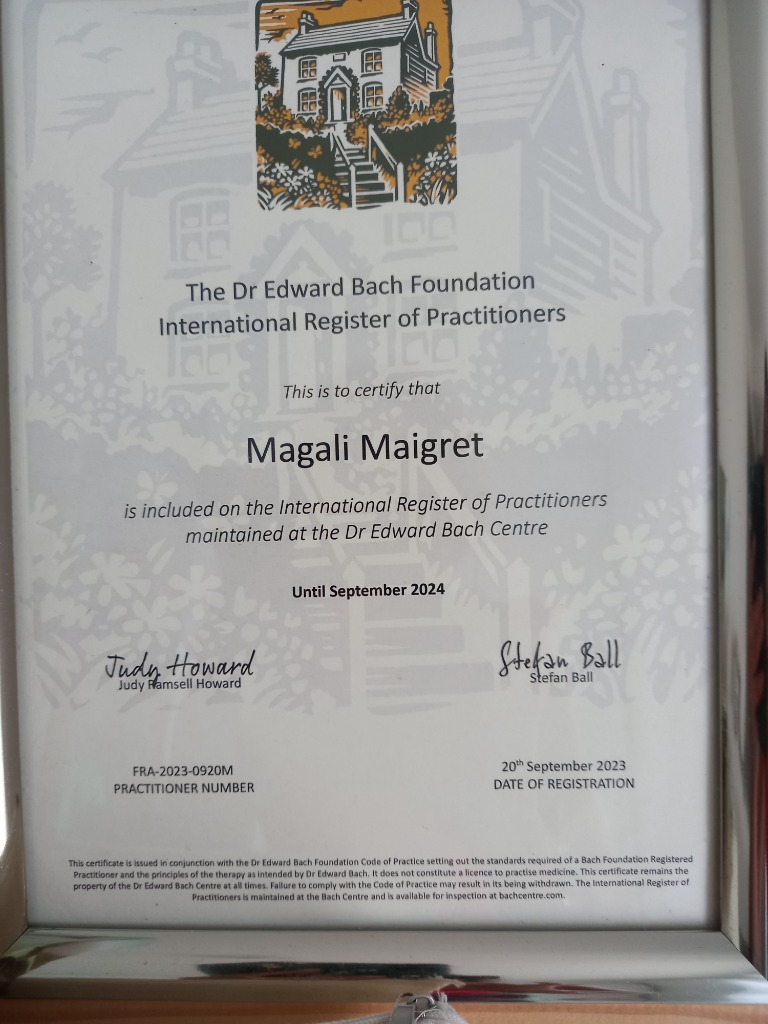 The Dr Edward Bach Foundation
International Register of Practitioners
This is to certify that
Magali Maigret
is included on the International Register of Practitioners
maintained at the Dr Edward Bach Centre
Until September 2024
Judy Howard
Judy Ramsell Howard
Stefan Ball
Stefan Ball
FRA-2023-0920M
PRACTITIONER NUMBER
20th September 2023
DATE OF REGISTRATION
This certificate is issued in conjunction with the Dr Edward Bach Foundation Code of Practice setting out the standards required of a Bach Foundation Registered
Practitioner and the principles of the therapy as intended by Dr Edward Bach. It does not constitute a licence to practise medicine. This certificate remains the
property of the Dr Edward Bach Centre at all times. Failure to comply with the Code of Practice may result in its being withdrawn. The International Register of
Practitioners is maintained at the Bach Centre and is available for inspection at bachcentre.com.